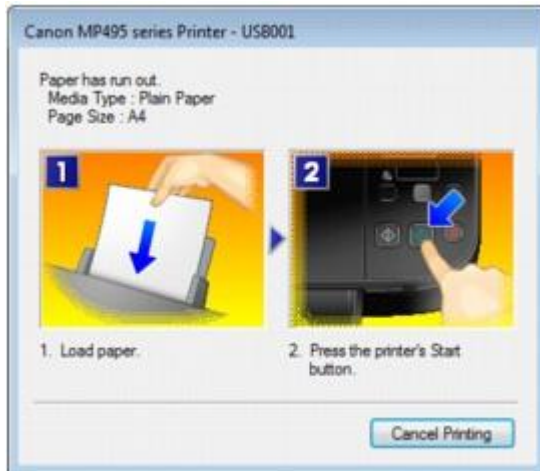 Canon MP495 series Printer - USB001
Paper has run out.
Media Type : Plain Paper
Page Size : A4
1
2
1. Load paper.
2. Press the printer's Start
button.
Cancel Printing